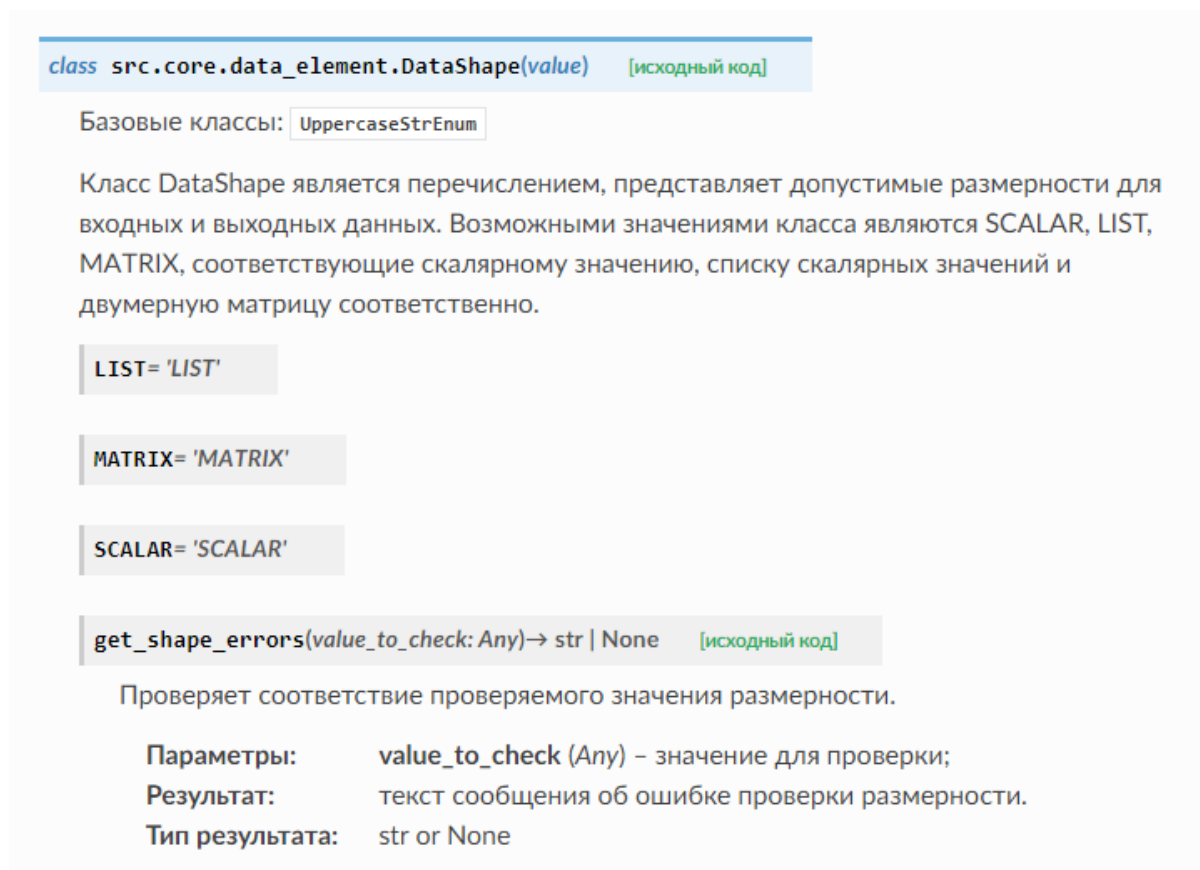 class src.core.data_element.DataShape(value) [исходный код]
Базовые классы: UppercaseStrEnum
Класс DataShape является перечислением, представляет допустимые размерности для
входных и выходных данных. Возможными значениями класса являются SCALAR, LIST,
MATRIX, соответствующие скалярному значению, списку скалярных значений и
двумерную матрицу соответственно.
LIST= 'LIST'
MATRIX= 'MATRIX'
SCALAR= 'SCALAR'
get_shape_errors(value_to_check: Any)→ str | None [исходный код]
Проверяет соответствие проверяемого значения размерности.
Параметры: value_to_check (Any) – значение для проверки;
Результат: текст сообщения об ошибке проверки размерности.
Тип результата: str or None